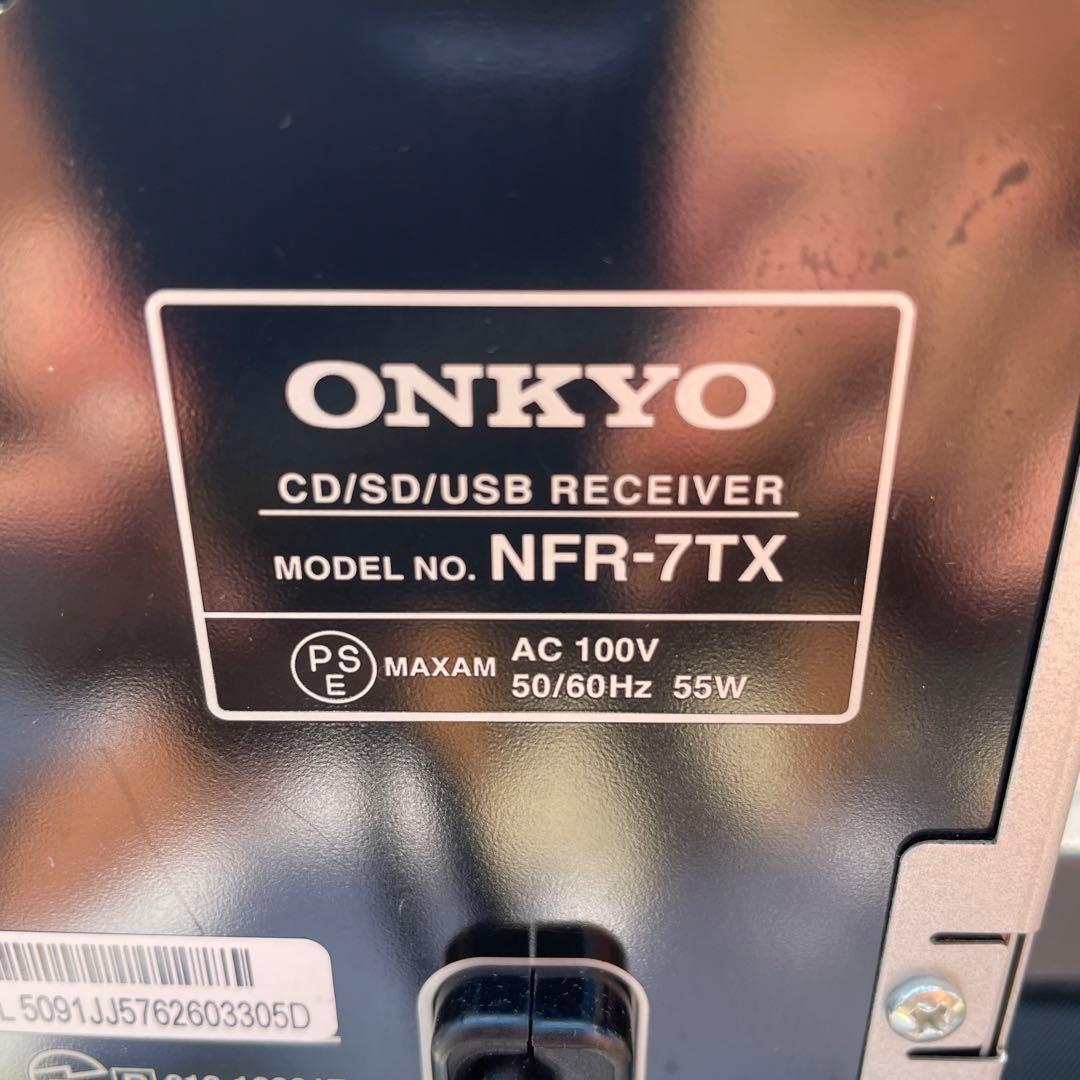 ONKYO
CD/SD/USB RECEIVER
MODEL NO. NFR-7TX
PSE MAXAM AC 100V
50/60Hz 55W
L 5091JJ5762603305D